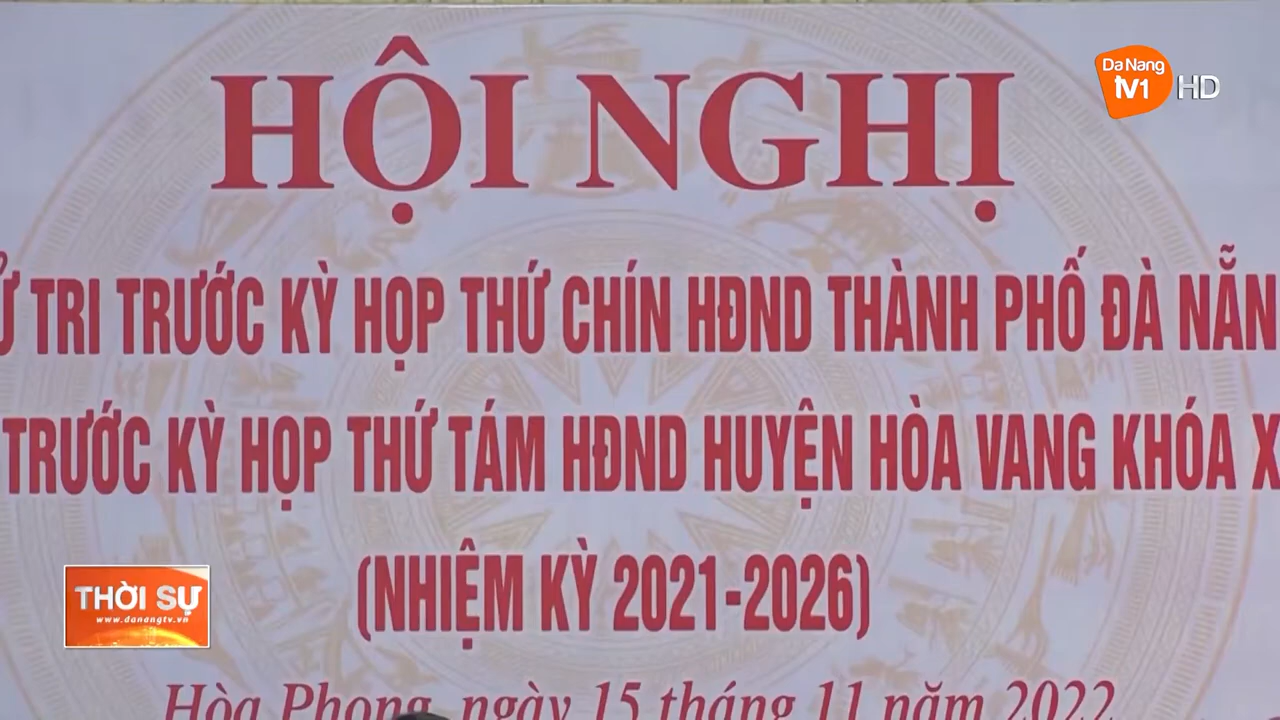 Da Nang
tv1 HD
HỘI NGHỊ
TRI TRƯỚC KỲ HỌP THỨ CHÍN HĐND THÀNH PHỐ ĐÀ NẴN
TRƯỚC KỲ HỌP THỨ TÁM HĐND HUYỆN HÒA VANG KHÓA X
(NHIỆM KỲ 2021-2026)
THỜI SỰ
www.danangtv.vn
Hòa Phong, ngày 15 tháng 11 năm 2022